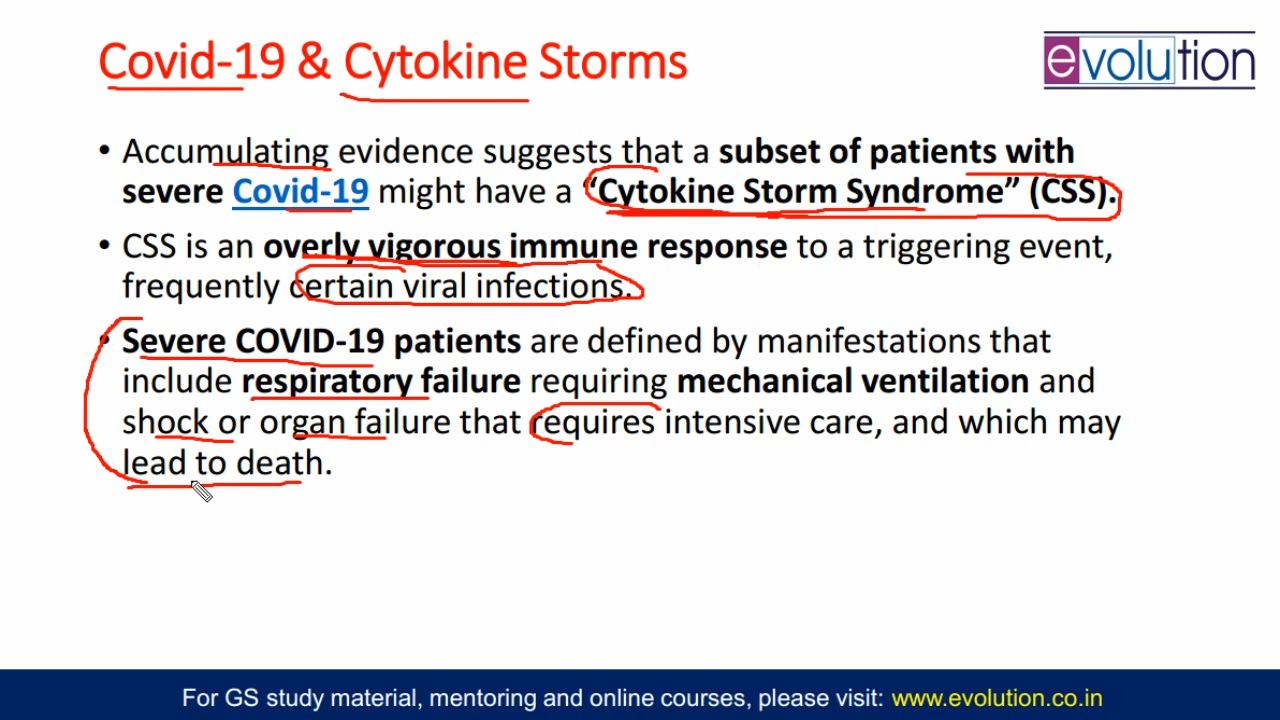 Covid-19 & Cytokine Storms
evolution
• Accumulating evidence suggests that a subset of patients with
severe Covid-19 might have a “Cytokine Storm Syndrome” (CSS).
• CSS is an overly vigorous immune response to a triggering event,
frequently certain viral infections.
• Severe COVID-19 patients are defined by manifestations that
include respiratory failure requiring mechanical ventilation and
shock or organ failure that requires intensive care, and which may
lead to death.
For GS study material, mentoring and online courses, please visit: www.evolution.co.in